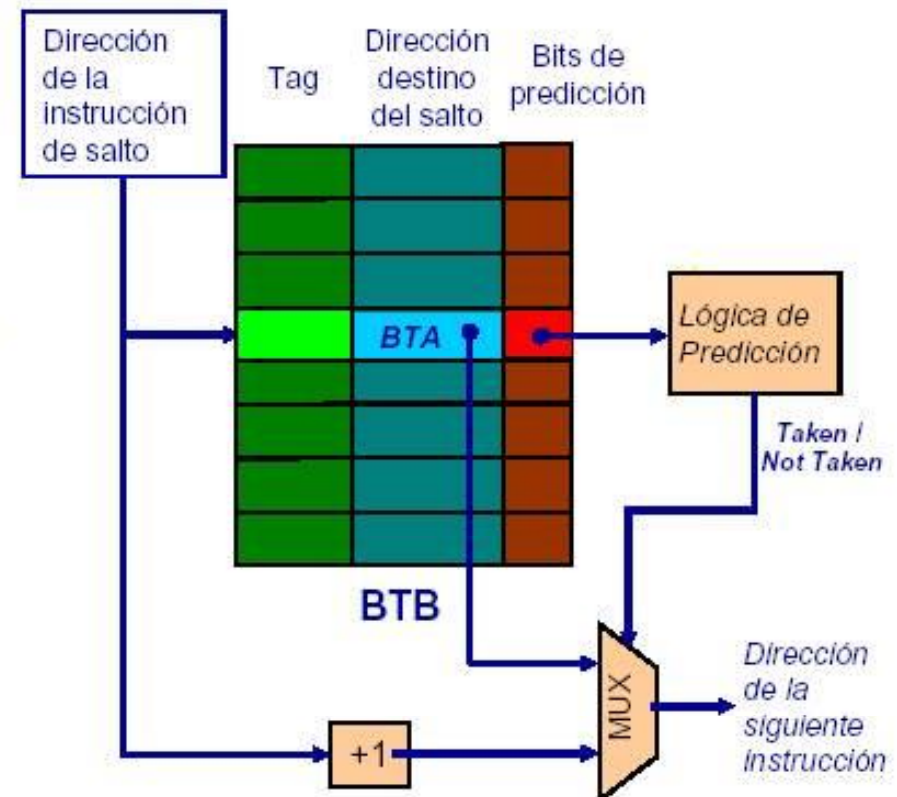 Dirección
de la
instrucción
de salto
Tag
Dirección
destino
del salto
Bits de
predicción
BTA
Lógica de
Predicción
Taken /
Not Taken
BTB
MUX
Dirección
de la
siguiente
instrucción
+1